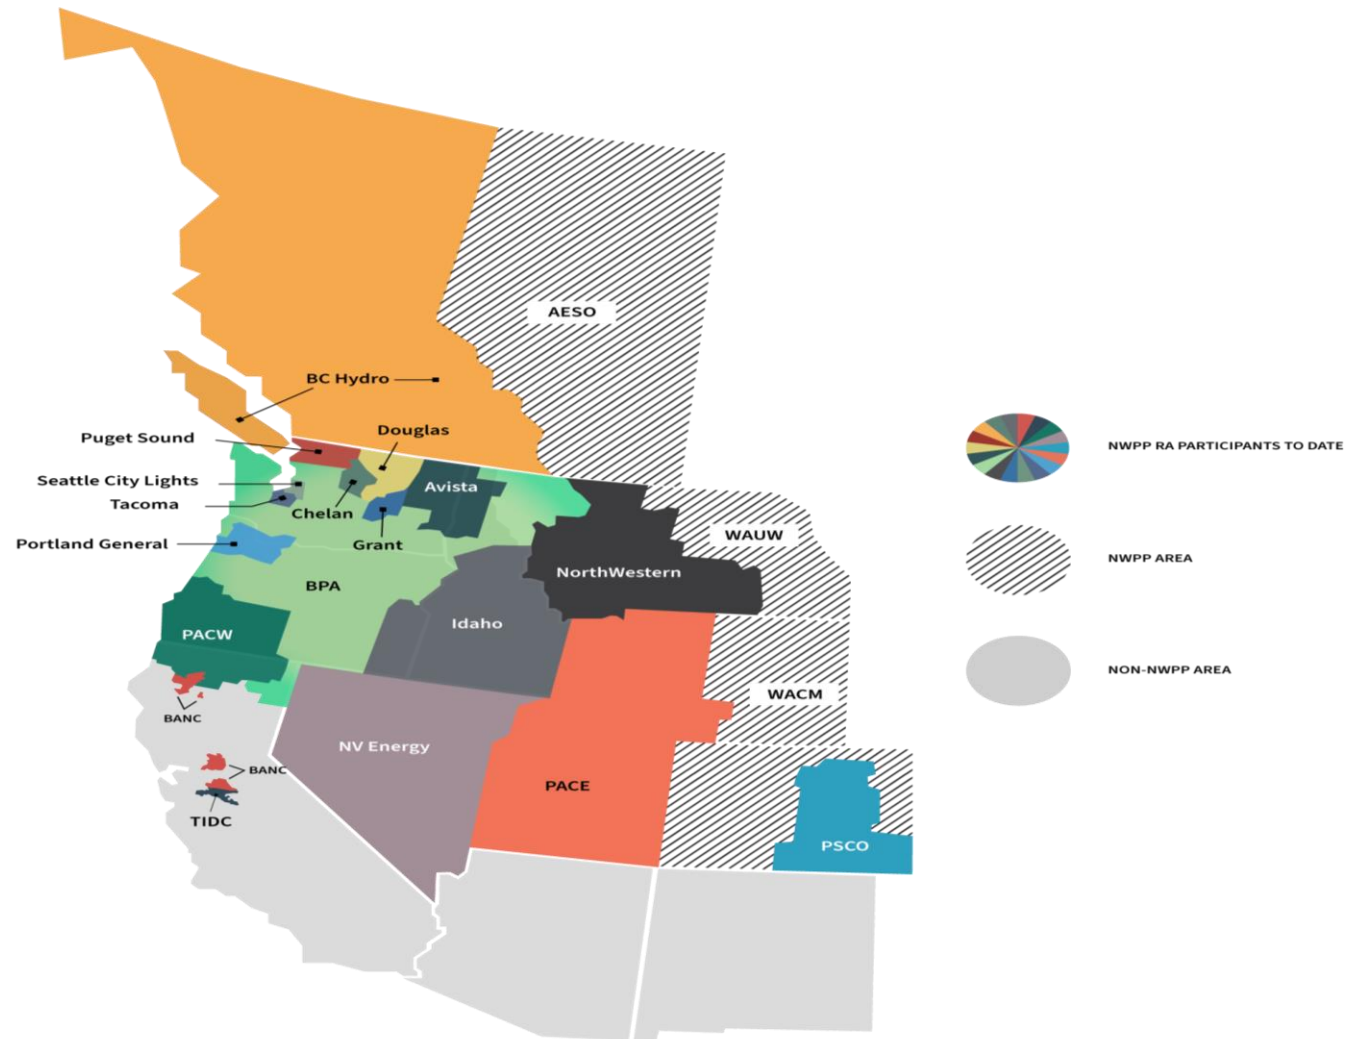 AESO
BC Hydro
Puget Sound
Douglas
Seattle City Lights
Avista
Tacoma
Chelan
Portland General
Grant
WAUW
NorthWestern
BPA
Idaho
PACW
WACM
BANC
NV Energy
BANC
PACE
TIDC
PSCO
NWPP RA PARTICIPANTS TO DATE
NWPP AREA
NON-NWPP AREA